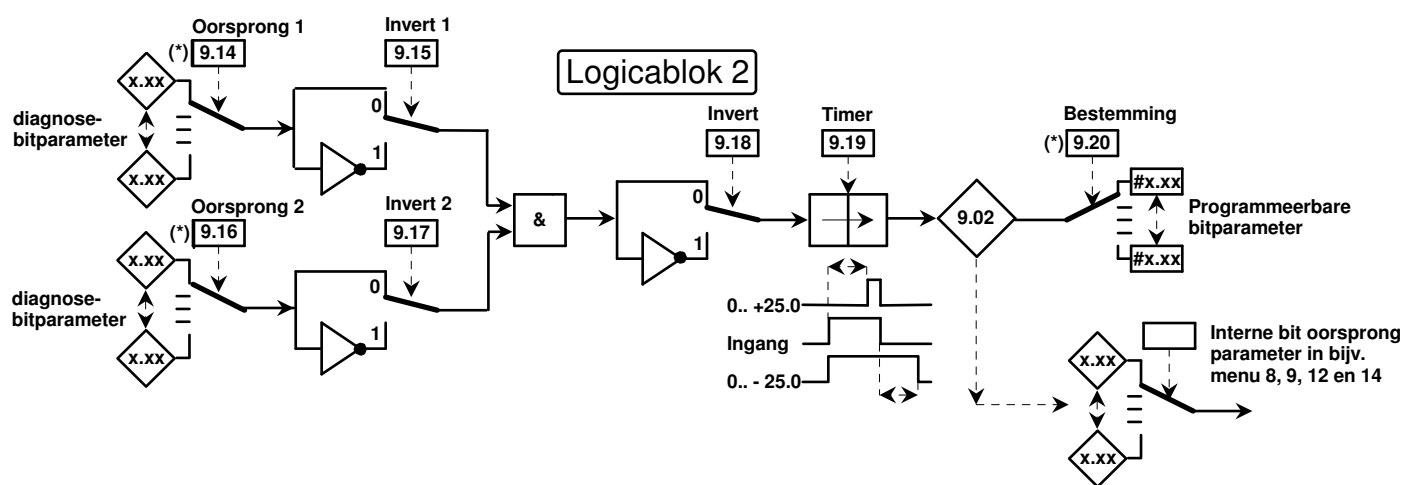 Oorsprong 1
(*) 9.14
Invert 1
9.15
Logicablok 2
x.xx
diagnose-
bitparameter
x.xx
0
1
Oorsprong 2
(*) 9.16
Invert 2
9.17
x.xx
diagnose-
bitparameter
x.xx
0
1
&
Invert
9.18
0
1
Timer
9.19
9.02
Bestemming
(*) 9.20
#x.xx
Programmeerbare
bitparameter
#x.xx
0.. +25.0
Ingang
0.. - 25.0
Interne bit oorsprong
parameter in bijv.
menu 8, 9, 12 en 14
x.xx
x.xx